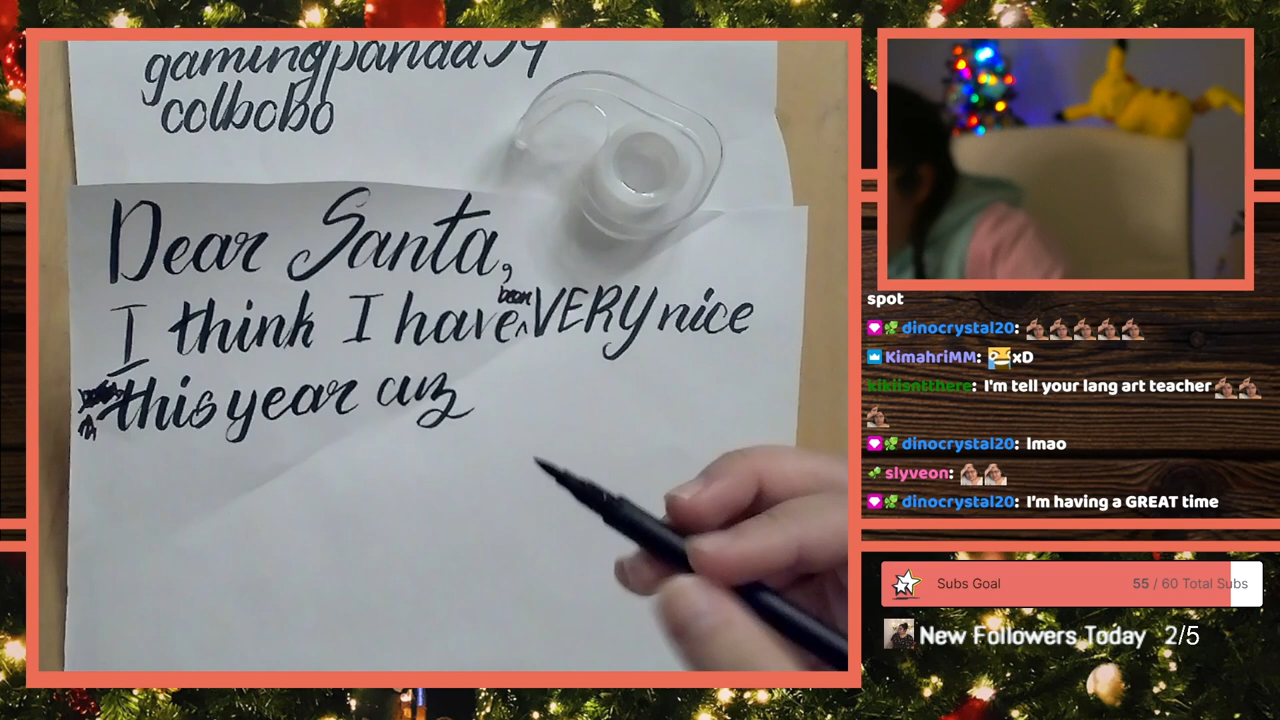 gamingpanda54
colbobo
Dear Santa,
been
I think I have^VERY nice
this year cuz
spot
dinocrystal20:
KimahriMM: xD
kikiisntthere: I'm tell your lang art teacher
dinocrystal20: lmao
slyveon:
dinocrystal20: I'm having a GREAT time
Subs Goal 55 / 60 Total Subs
New Followers Today 2/5